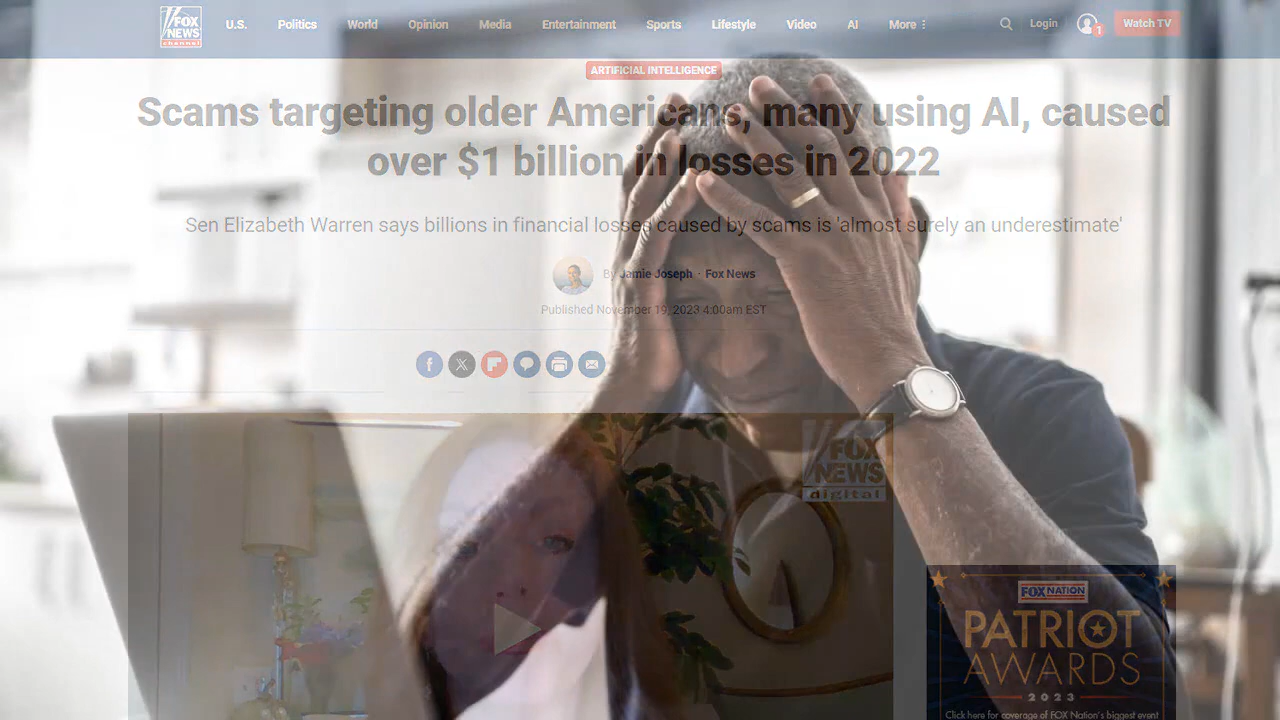 FOX
NEWS
channel
U.S. Politics World Opinion Media Entertainment Sports Lifestyle Video AI More Login 1 Watch TV
ARTIFICIAL INTELLIGENCE
Scams targeting older Americans, many using AI, caused
over $1 billion in losses in 2022
Sen Elizabeth Warren says billions in financial losses caused by scams is 'almost surely an underestimate'
By Jamie Joseph · Fox News
Published November 19, 2023 4:00am EST
FOX
NEWS
digital
FOX NATION
PATRIOT
AWARDS
2023
Click here for coverage of FOX Nation's biggest event